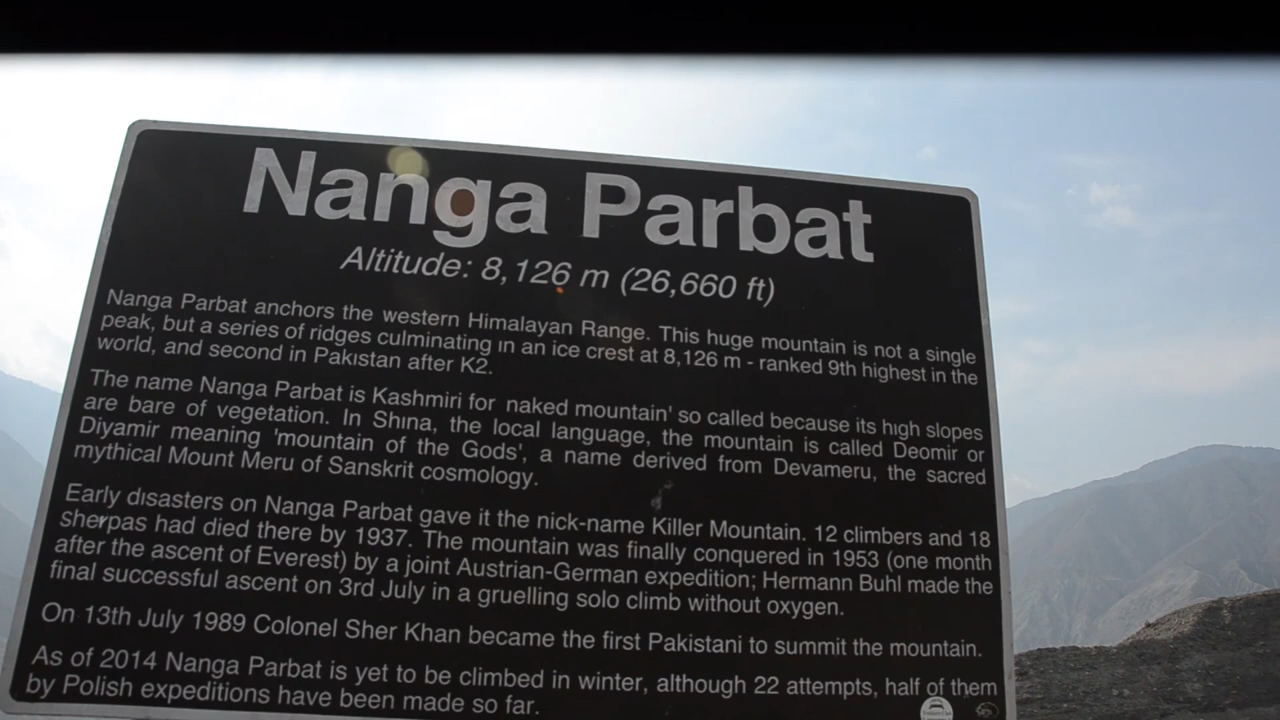 Nanga Parbat
Altitude: 8,126 m (26,660 ft)
Nanga Parbat anchors the western Himalayan Range. This huge mountain is not a single
peak, but a series of ridges culminating in an ice crest at 8,126 m - ranked 9th highest in the
world, and second in Pakistan after K2.
The name Nanga Parbat is Kashmiri for naked mountain' so called because its high slopes
are bare of vegetation. In Shina, the local language, the mountain is called Deomir or
Diyamir meaning 'mountain of the Gods', a name derived from Devameru, the sacred
mythical Mount Meru of Sanskrit cosmology.
Early disasters on Nanga Parbat gave it the nick-name Killer Mountain. 12 climbers and 18
sherpas had died there by 1937. The mountain was finally conquered in 1953 (one month
after the ascent of Everest) by a joint Austrian-German expedition; Hermann Buhl made the
final successful ascent on 3rd July in a gruelling solo climb without oxygen.
On 13th July 1989 Colonel Sher Khan became the first Pakistani to summit the mountain.
As of 2014 Nanga Parbat is yet to be climbed in winter, although 22 attempts, half of them
by Polish expeditions have been made so far.